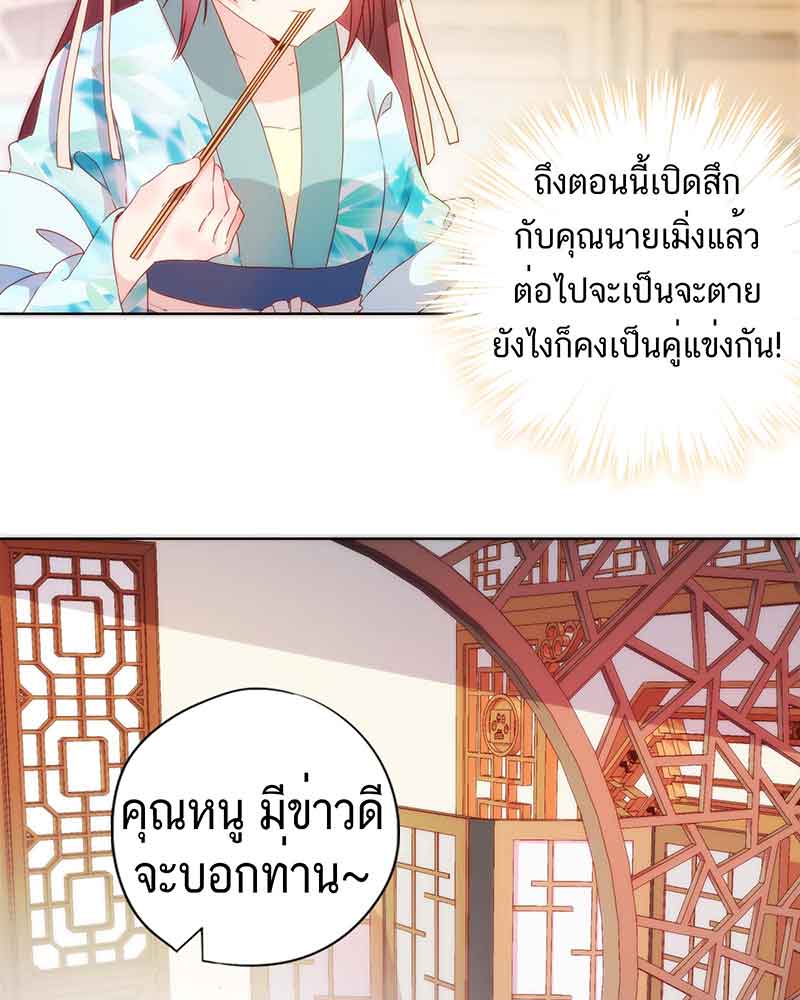 ถึงตอนนี้เปิดสึก
กับคุณนายเมิ่งแล้ว
ต่อไปจะเป็นจะตาย
ยังไงก็คงเป็นคู่แข่งกัน!
คุณหนู มีข่าวดี
จะบอกท่าน~